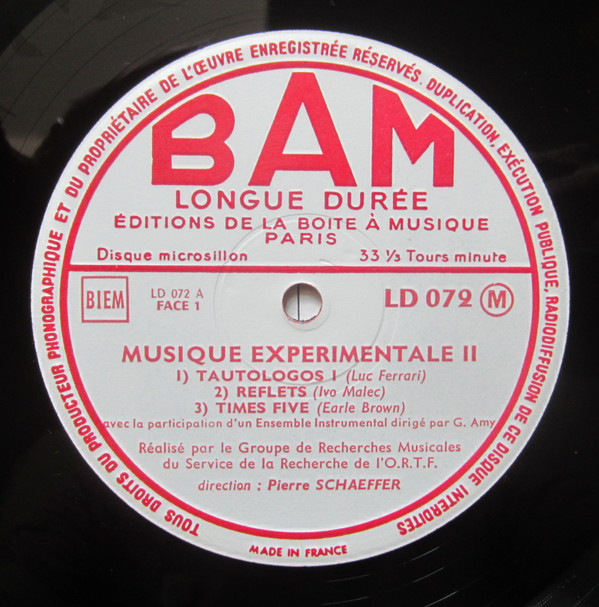 TOUS DROITS DU PRODUCTEUR PHONOGRAPHIQUE ET DU PROPRIÉTAIRE DE L'ŒUVRE ENREGISTRÉE RÉSERVÉS. DUPLICATION, EXÉCUTION PUBLIQUE, RADIODIFFUSION DE CE DISQUE INTERDITES
BAM
LONGUE DURÉE
ÉDITIONS DE LA BOITE À MUSIQUE
PARIS
Disque microsillon 33 ⅓ Tours minute
BIEM LD 072 A LD 072 M
FACE 1
MUSIQUE EXPERIMENTALE II
1) TAUTOLOGOS I (Luc Ferrari)
2) REFLETS (Ivo Malec)
3) TIMES FIVE (Earle Brown)
avec la participation d'un Ensemble Instrumental dirigé par G. Amy
Réalisé par le Groupe de Recherches Musicales
du Service de la Recherche de l'O.R.T.F.
direction : Pierre SCHAEFFER
MADE IN FRANCE